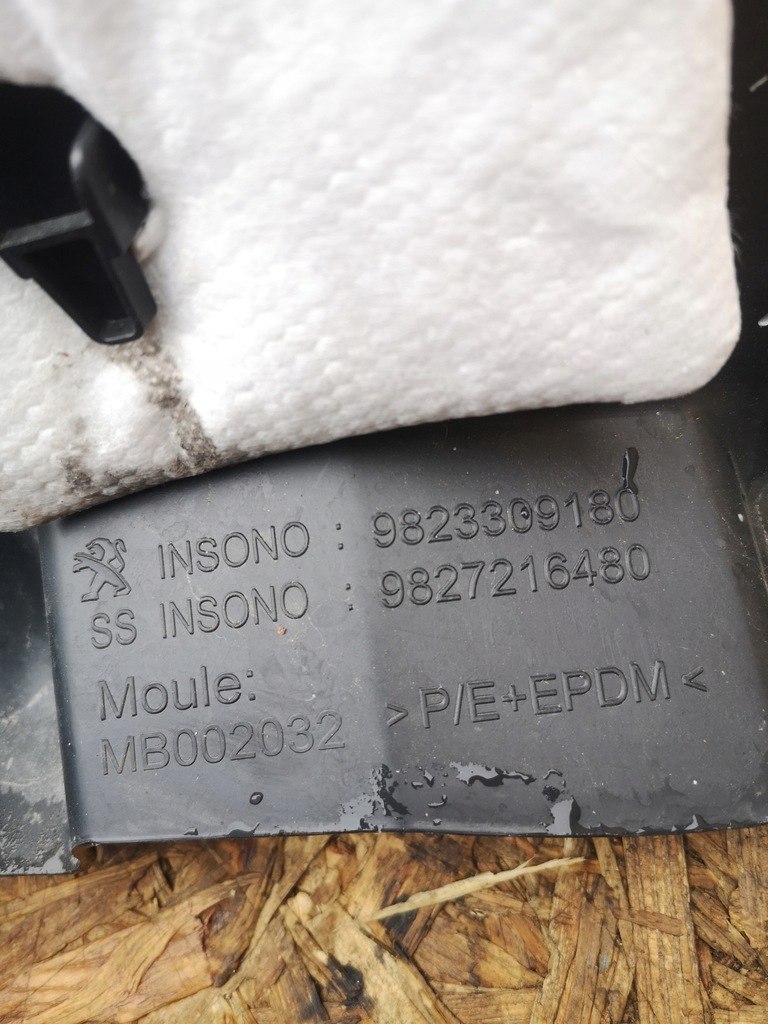 INSONO : 9823309180
SS INSONO : 9827216480
Moule:
MB002032 >P/E+EPDM<